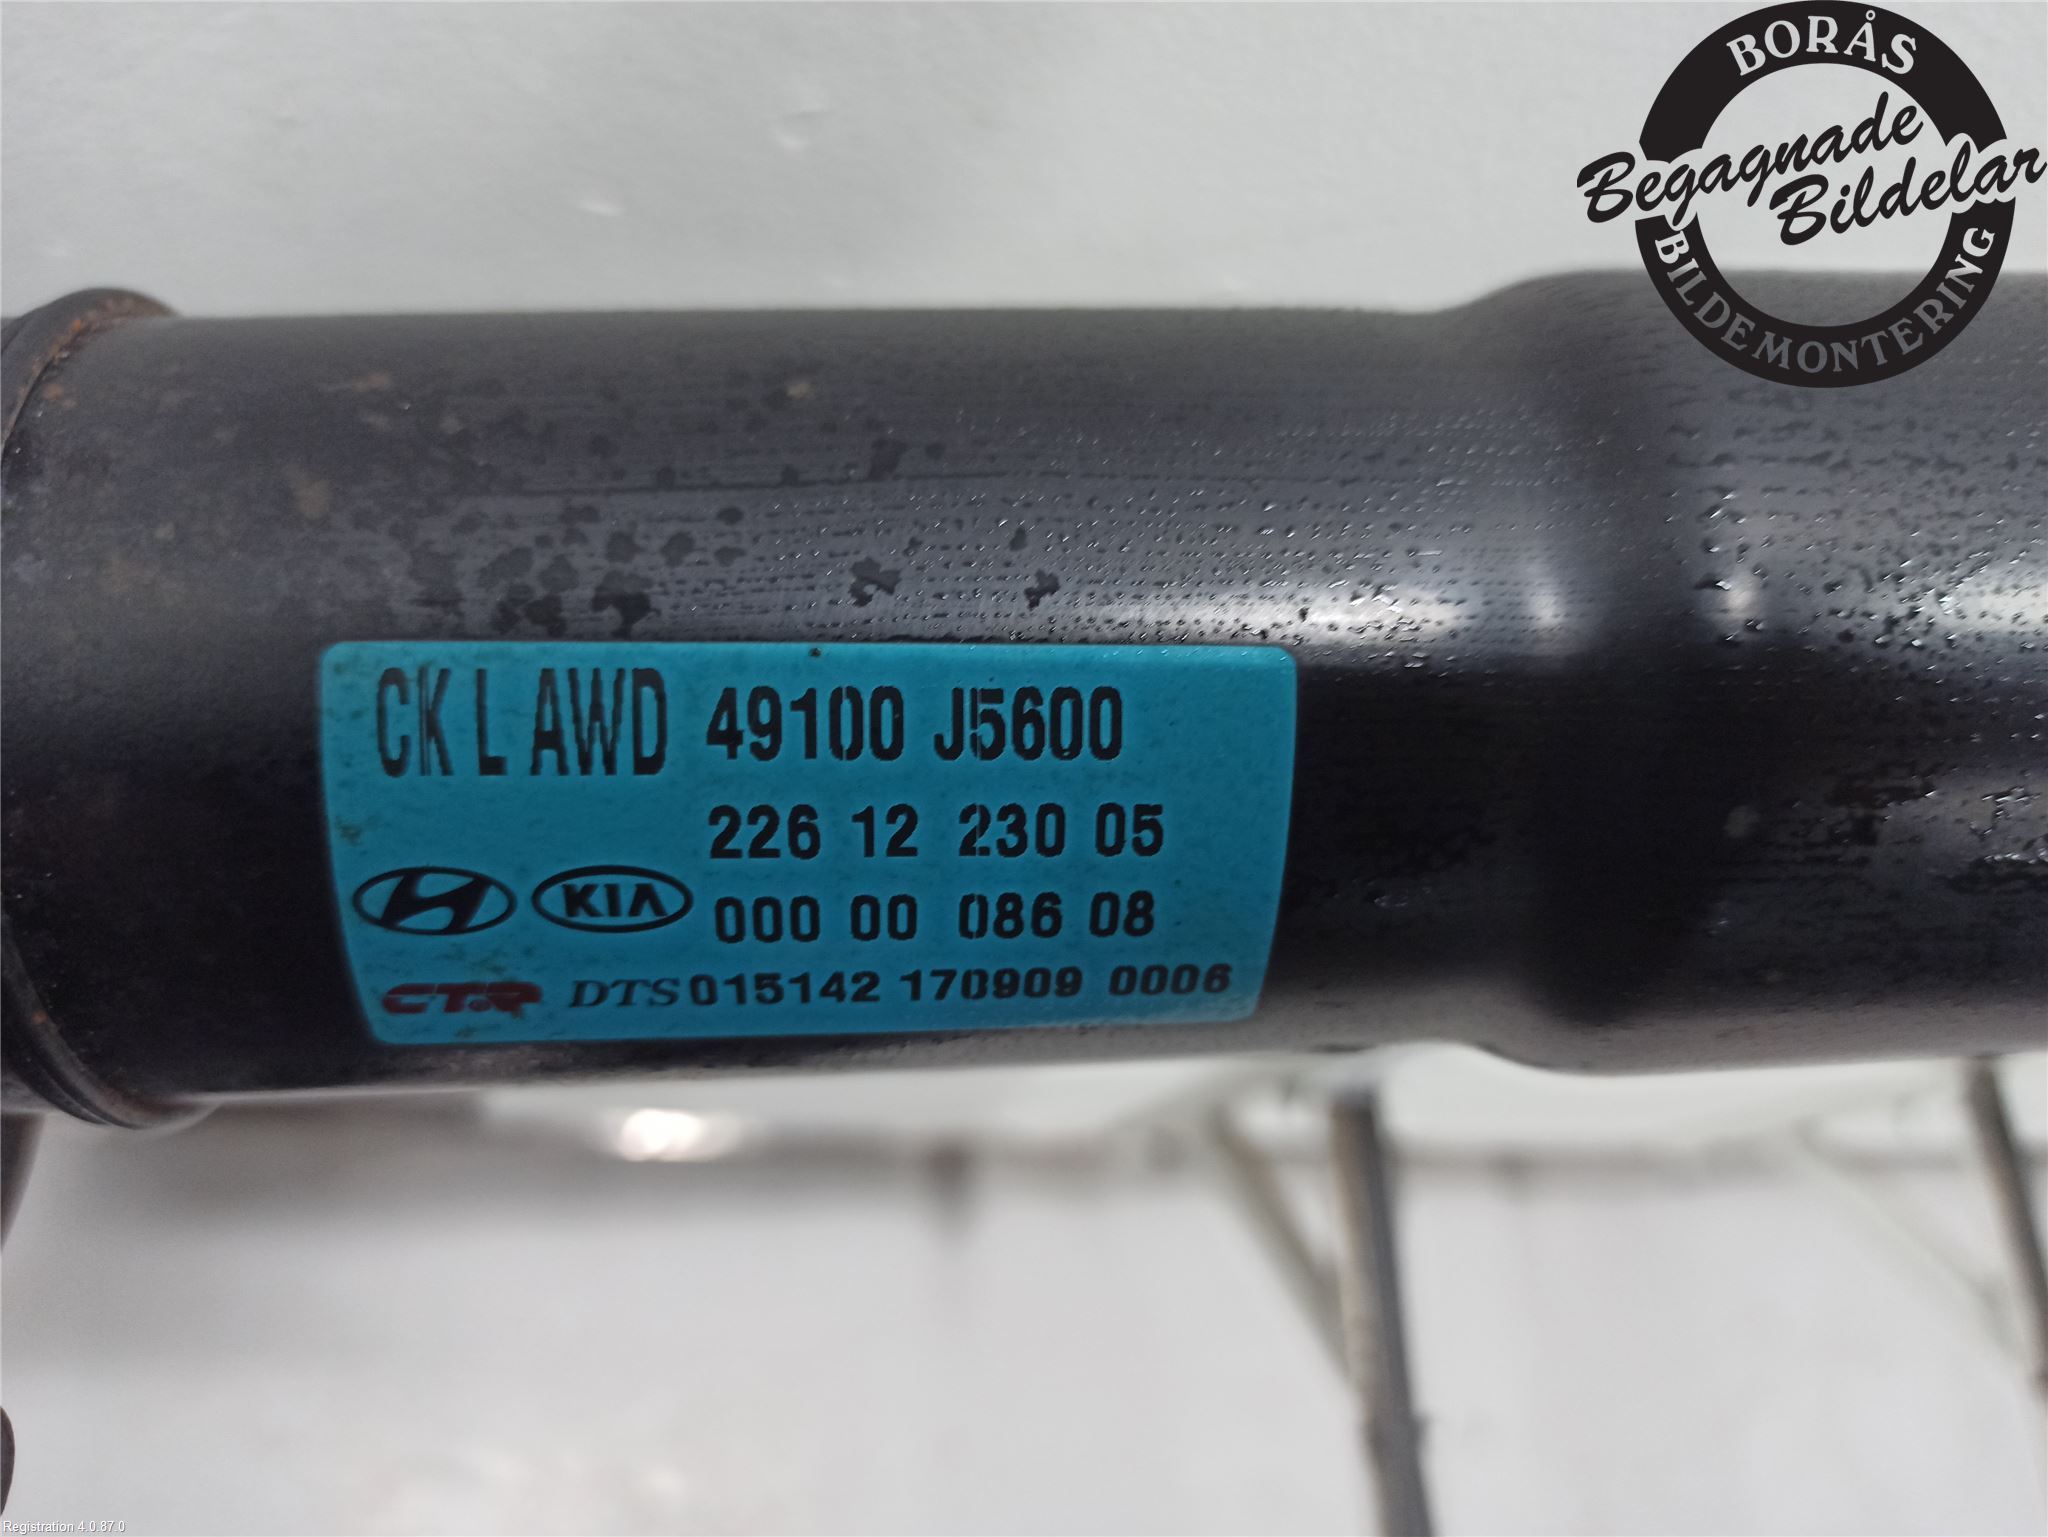 BORÅS
Begagnade
Bildelar
BILDEMONTERING
CK L AWD 49100 J5600
226 12 230 05
KIA 000 00 086 08
CTR DTS 015142 170909 0006
Registration 4.0.87.0